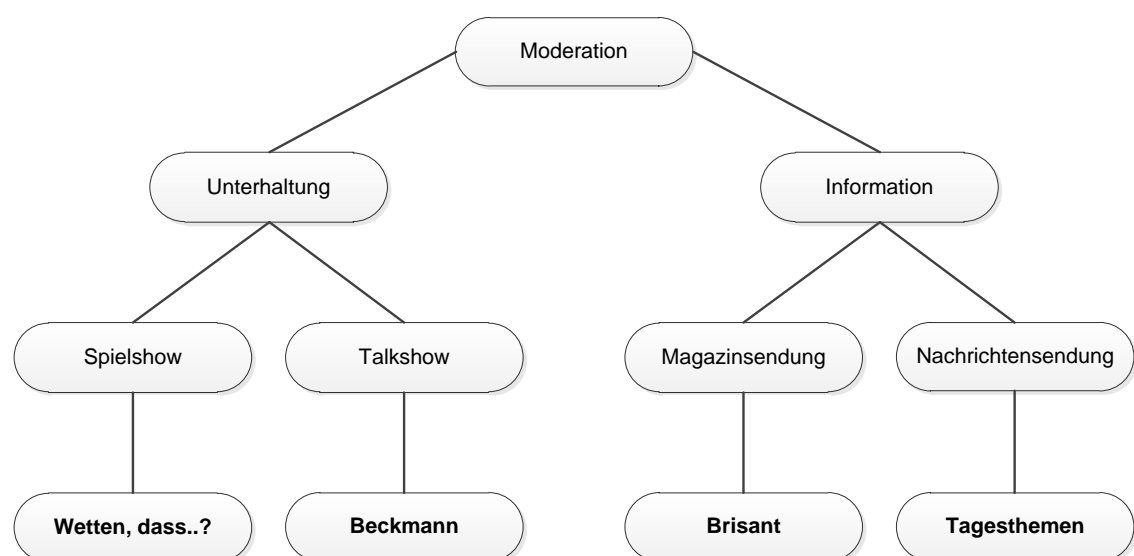 Moderation
Unterhaltung
Information
Spielshow
Talkshow
Magazinsendung
Nachrichtensendung
Wetten, dass..?
Beckmann
Brisant
Tagesthemen